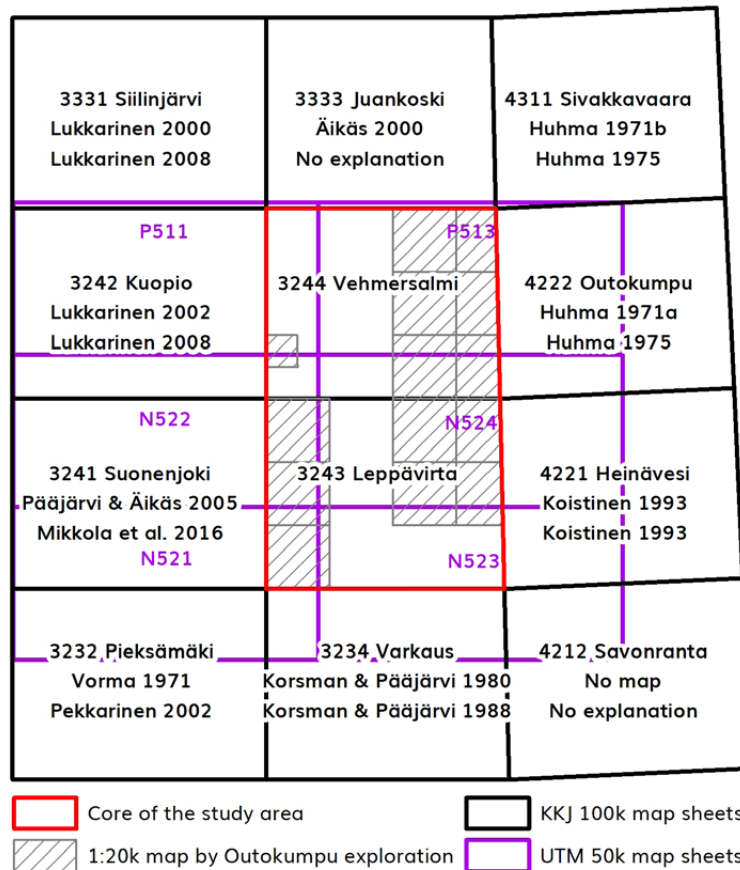 3331 Siilinjärvi
Lukkarinen 2000
Lukkarinen 2008
3333 Juankoski
Äikäs 2000
No explanation
4311 Sivakkavaara
Huhma 1971b
Huhma 1975
P511
P513
3242 Kuopio
Lukkarinen 2002
Lukkarinen 2008
3244 Vehmersalmi
4222 Outokumpu
Huhma 1971a
Huhma 1975
N522
N524
3241 Suonenjoki
Pääjärvi & Äikäs 2005
Mikkola et al. 2016
3243 Leppävirta
4221 Heinävesi
Koistinen 1993
Koistinen 1993
N521
N523
3232 Pieksämäki
Vorma 1971
Pekkarinen 2002
3234 Varkaus
Korsman & Pääjärvi 1980
Korsman & Pääjärvi 1988
4212 Savonranta
No map
No explanation
Core of the study area
KKJ 100k map sheets
1:20k map by Outokumpu exploration
UTM 50k map sheets